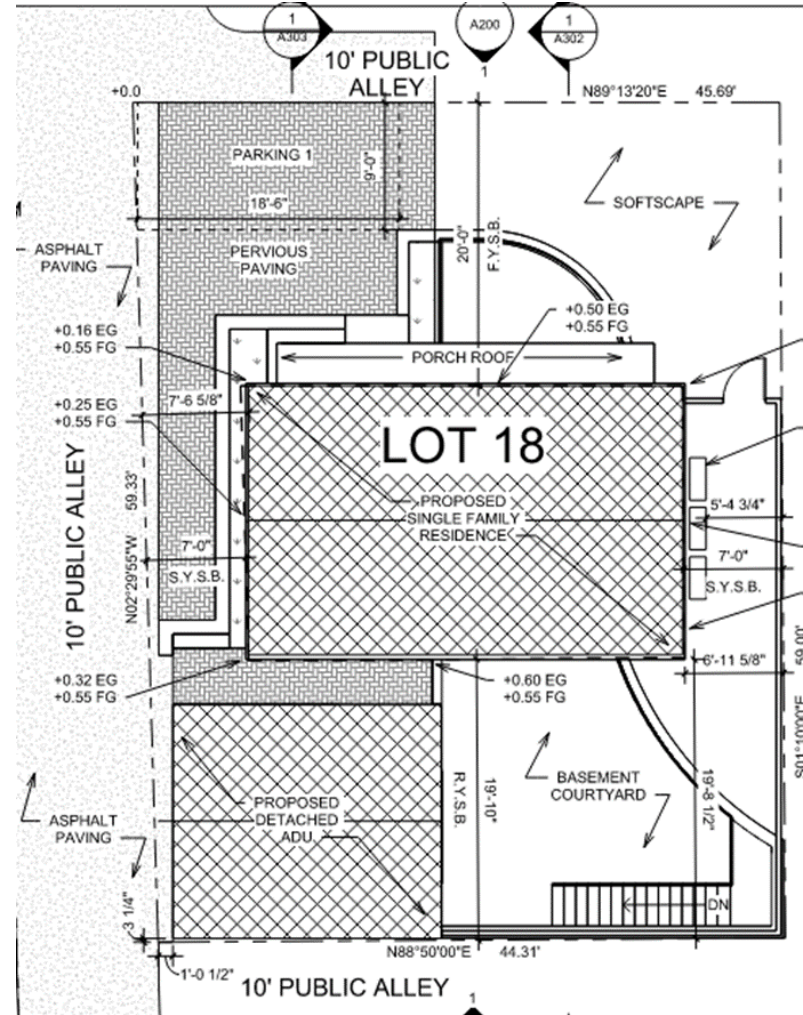 1
A303
A200
1
1
A302
10' PUBLIC
ALLEY
+0.0
N89°13'20"E 45.69'
PARKING 1
9'-0"
18'-6"
20'-0"
F.Y.S.B.
SOFTSCAPE
ASPHALT
PAVING
PERVIOUS
PAVING
+0.16 EG
+0.55 FG
+0.50 EG
+0.55 FG
PORCH ROOF
7'-6 5/8"
+0.25 EG
+0.55 FG
LOT 18
10' PUBLIC ALLEY
N02°29'55"W 59.33'
PROPOSED
SINGLE FAMILY
RESIDENCE
5'-4 3/4"
7'-0"
S.Y.S.B.
7'-0"
S.Y.S.B.
6'-11 5/8"
59.00'
S01°10'00"E
+0.32 EG
+0.55 FG
+0.60 EG
+0.55 FG
R.Y.S.B.
19'-10"
19'-8 1/2"
BASEMENT
COURTYARD
PROPOSED
DETACHED
ADU
ASPHALT
PAVING
DN
3 1/4"
1'-0 1/2"
N88°50'00"E 44.31'
10' PUBLIC ALLEY
1